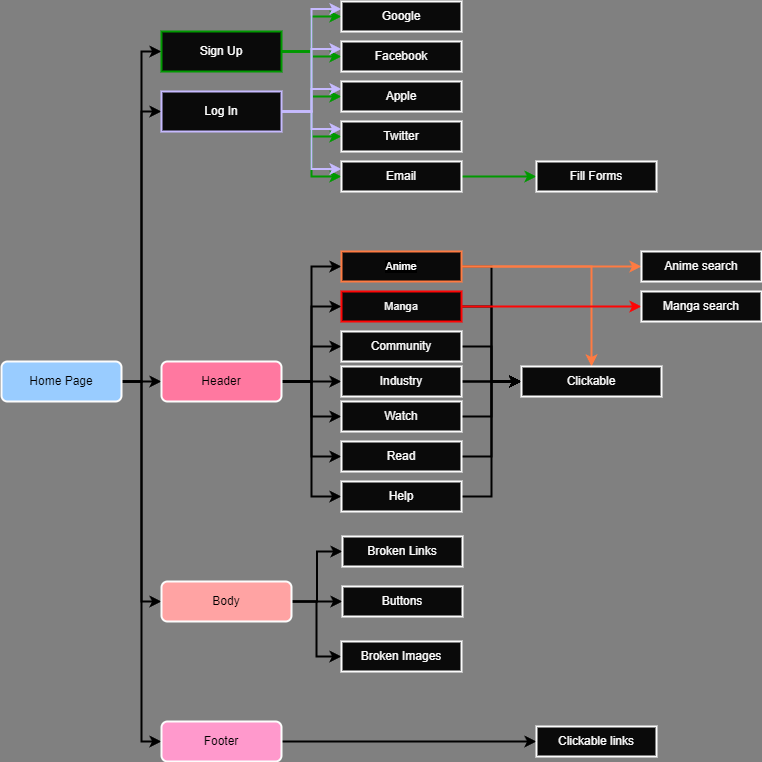 Google
Sign Up
Facebook
Apple
Log In
Twitter
Email
Fill Forms
Anime
Anime search
Manga
Manga search
Community
Home Page
Header
Industry
Clickable
Watch
Read
Help
Broken Links
Body
Buttons
Broken Images
Footer
Clickable links